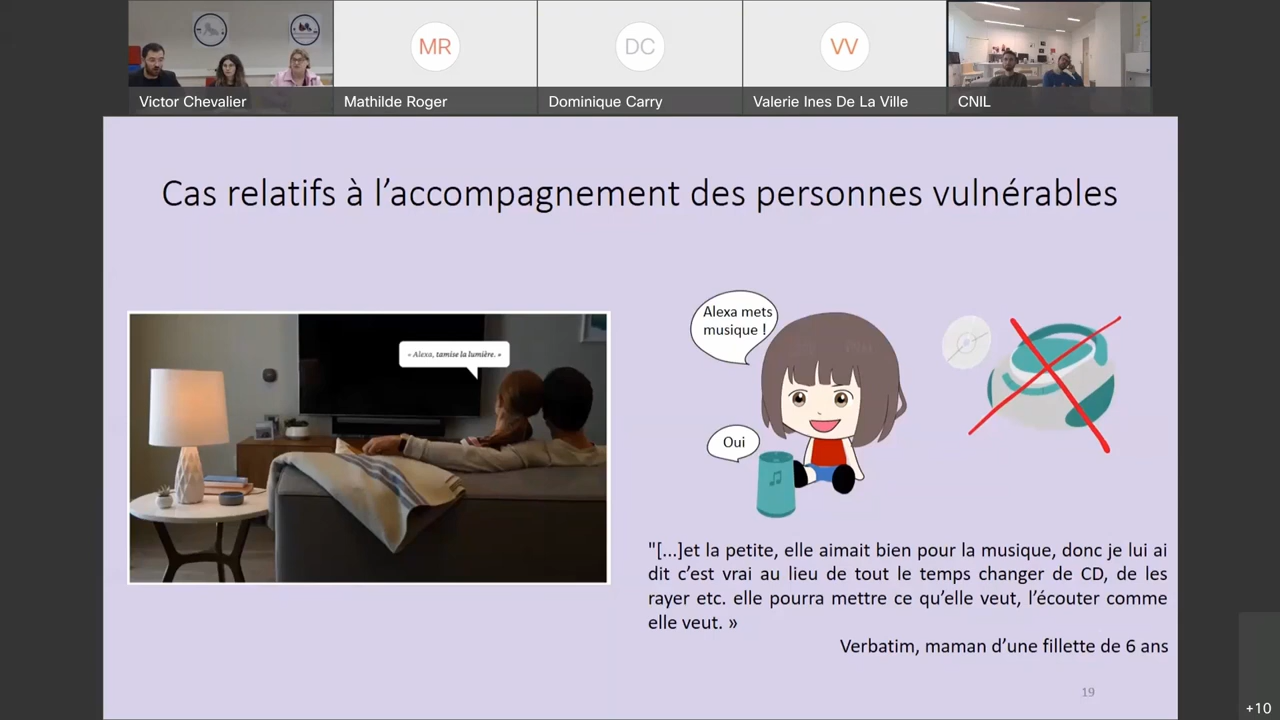 MR
DC
VV
Victor Chevalier
Mathilde Roger
Dominique Carry
Valerie Ines De La Ville
CNIL
Cas relatifs à l’accompagnement des personnes vulnérables
« Alexa, tamise la lumière. »
Alexa mets
musique !
Oui
"[...]et la petite, elle aimait bien pour la musique, donc je lui ai
dit c’est vrai au lieu de tout le temps changer de CD, de les
rayer etc. elle pourra mettre ce qu’elle veut, l’écouter comme
elle veut. »
Verbatim, maman d’une fillette de 6 ans
19
+10